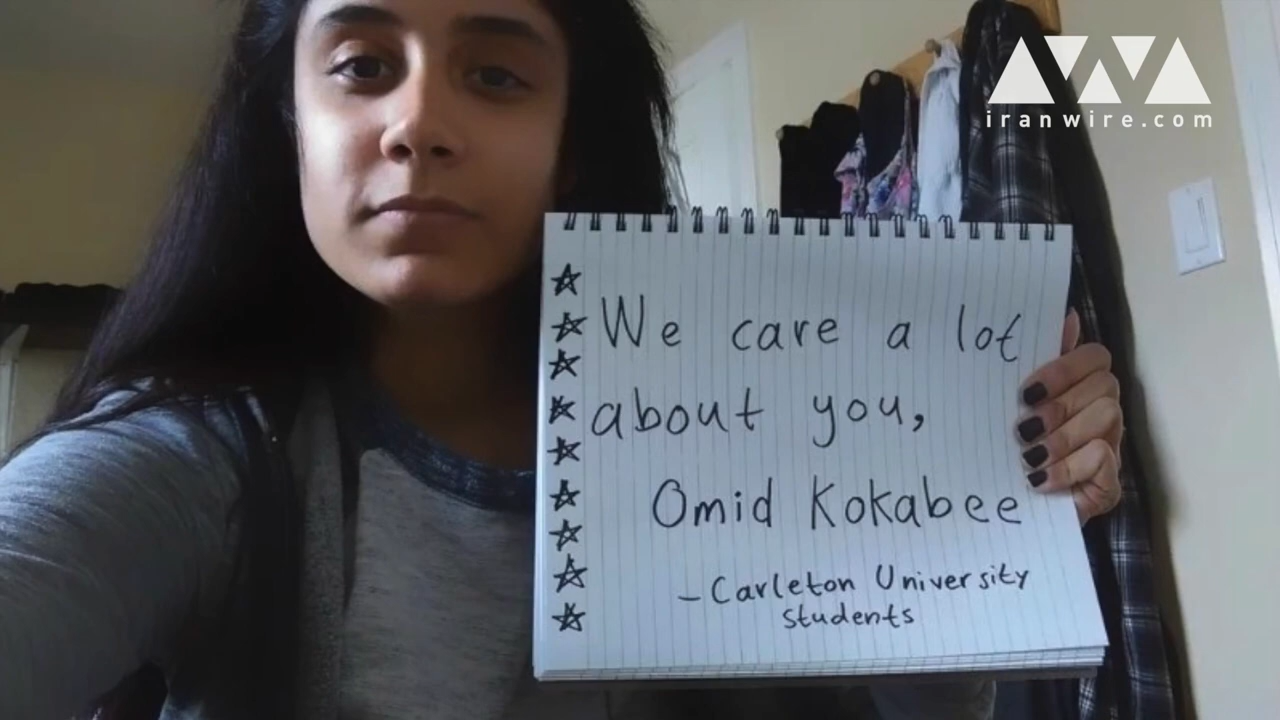 iranwire.com
We care a lot
about you,
Omid Kokabee
-Carleton University
students